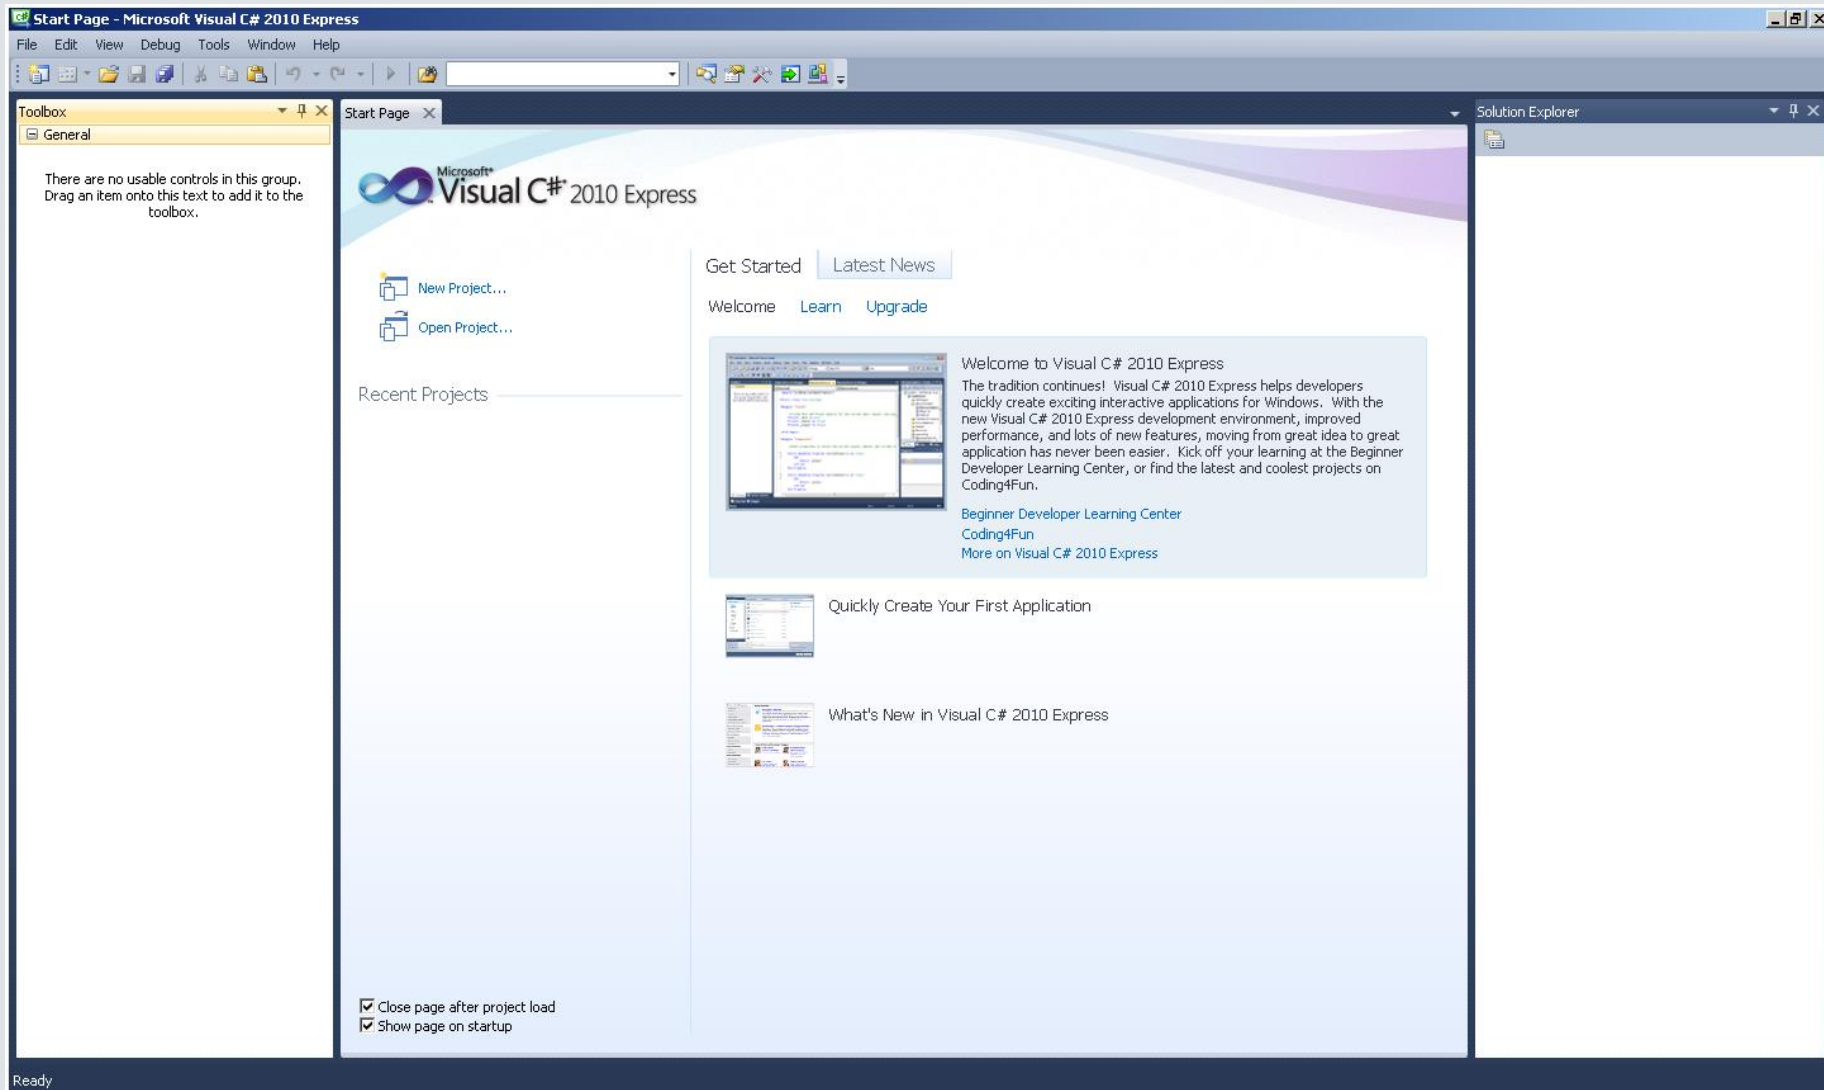 Start Page - Microsoft Visual C# 2010 Express
File Edit View Debug Tools Window Help
Toolbox
General
There are no usable controls in this group.
Drag an item onto this text to add it to the
toolbox.
Start Page
Microsoft®
Visual C#® 2010 Express
New Project...
Open Project...
Recent Projects
Close page after project load
Show page on startup
Get Started Latest News
Welcome Learn Upgrade
Welcome to Visual C# 2010 Express
The tradition continues! Visual C# 2010 Express helps developers
quickly create exciting interactive applications for Windows. With the
new Visual C# 2010 Express development environment, improved
performance, and lots of new features, moving from great idea to great
application has never been easier. Kick off your learning at the Beginner
Developer Learning Center, or find the latest and coolest projects on
Coding4Fun.
Beginner Developer Learning Center
Coding4Fun
More on Visual C# 2010 Express
Quickly Create Your First Application
What's New in Visual C# 2010 Express
Solution Explorer
Ready